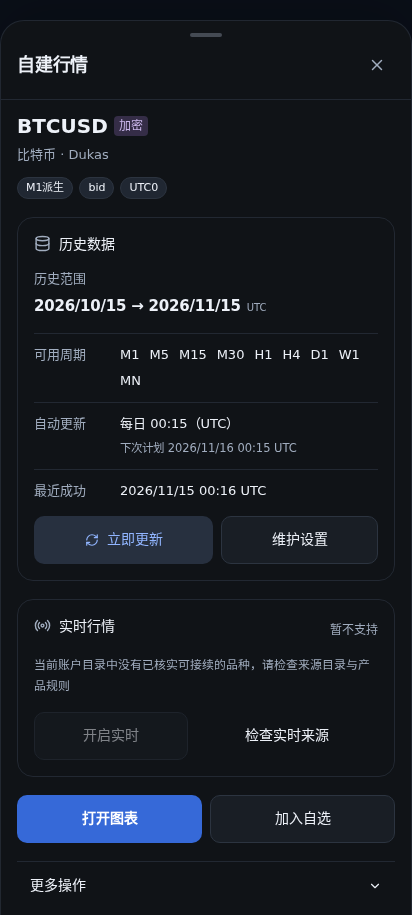 自建行情
BTCUSD 加密
比特币 · Dukas
M1派生 bid UTC0
历史数据
历史范围
2026/10/15 → 2026/11/15 UTC
可用周期 M1 M5 M15 M30 H1 H4 D1 W1
MN
自动更新 每日 00:15（UTC）
下次计划 2026/11/16 00:15 UTC
最近成功 2026/11/15 00:16 UTC
立即更新 维护设置
实时行情 暂不支持
当前账户目录中没有已核实可接续的品种，请检查来源目录与产
品规则
开启实时 检查实时来源
打开图表 加入自选
更多操作